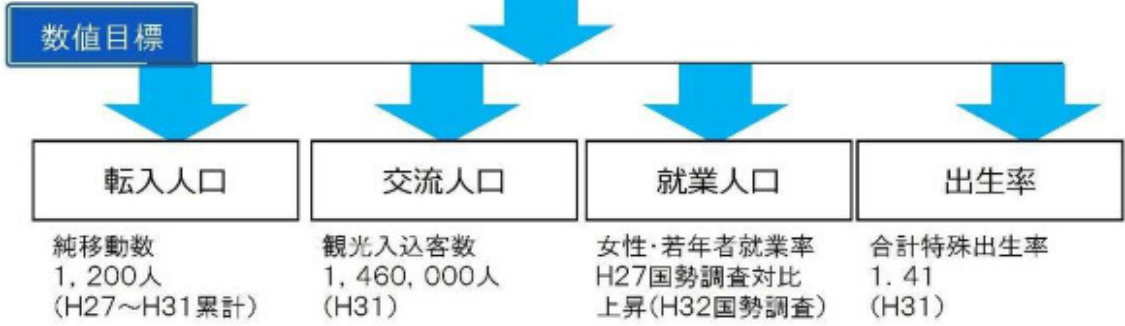 数値目標
転入人口
純移動数
1,200人
(H27～H31累計)
交流人口
観光入込客数
1,460,000人
(H31)
就業人口
女性・若年者就業率
H27国勢調査対比
上昇(H32国勢調査)
出生率
合計特殊出生率
1.41
(H31)